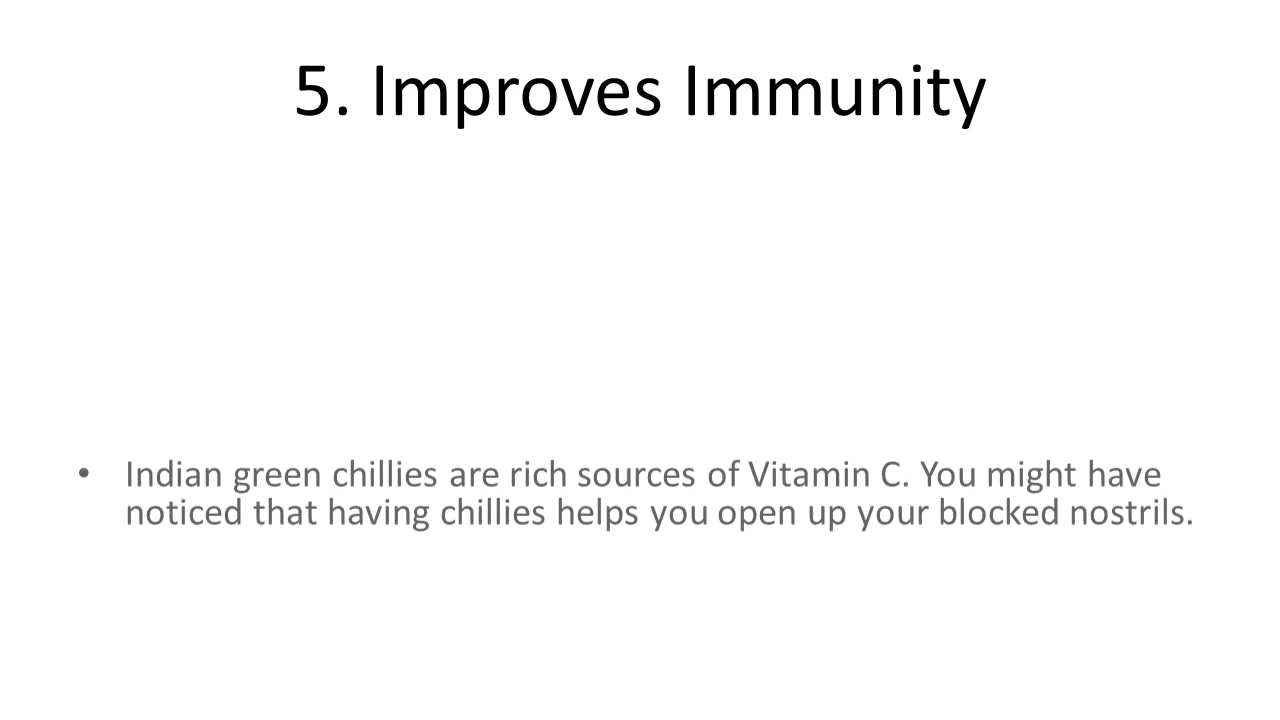 5. Improves Immunity
• Indian green chillies are rich sources of Vitamin C. You might have
noticed that having chillies helps you open up your blocked nostrils.